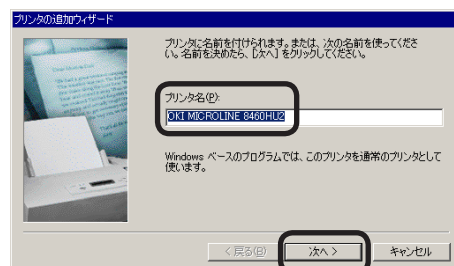 プリンタの追加ウィザード
プリンタに名前を付けられます。または、次の名前を使ってくださ
い。名前を決めたら、[次へ] をクリックしてください。
プリンタ名(P):
OKI MICROLINE 8460HU2
Windows ベースのプログラムでは、このプリンタを通常のプリンタとして
使います。
< 戻る(B)
次へ >
キャンセル